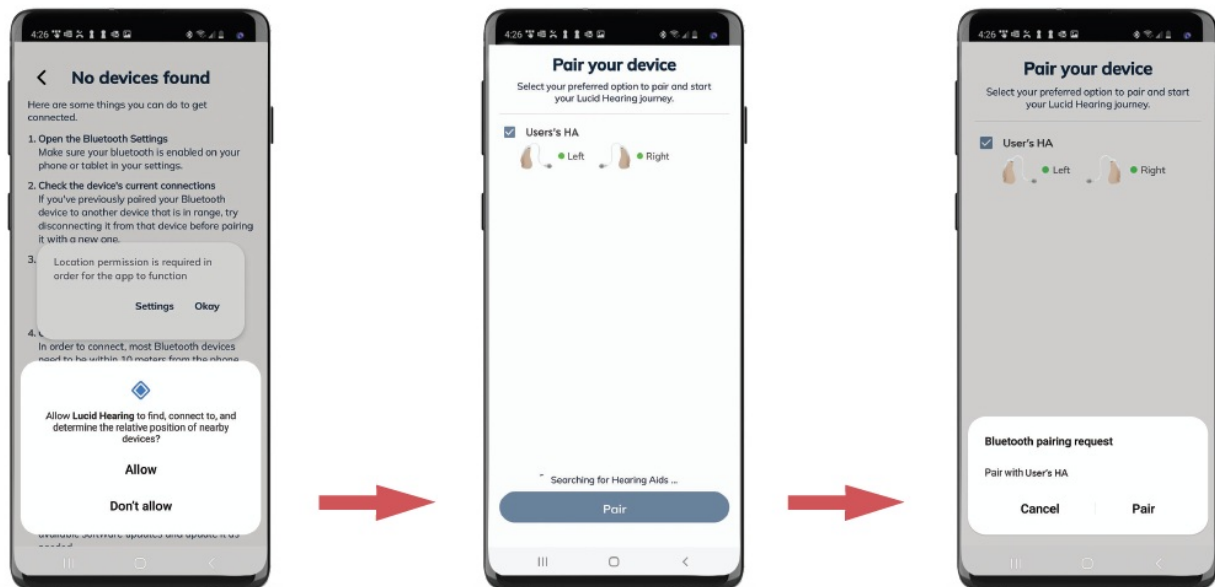 4:26
No devices found
Here are some things you can do to get
connected.
1. Open the Bluetooth Settings
Make sure your bluetooth is enabled on your
phone or tablet in your settings.
2. Check the device's current connections
If you've previously paired your Bluetooth
device to another device that is in range, try
disconnecting it from that device before pairing
it with a new one.
3.
Location permission is required in
order for the app to function
Settings Okay
4.
In order to connect, most Bluetooth devices
need to be within 10 meters from the phone
Allow Lucid Hearing to find, connect to, and
determine the relative position of nearby
devices?
Allow
Don't allow
available software updates and update it as
needed
4:26
Pair your device
Select your preferred option to pair and start
your Lucid Hearing journey.
Users's HA
Left Right
Searching for Hearing Aids ...
Pair
4:26
Pair your device
Select your preferred option to pair and start
your Lucid Hearing journey.
User's HA
Left Right
Bluetooth pairing request
Pair with User's HA
Cancel Pair